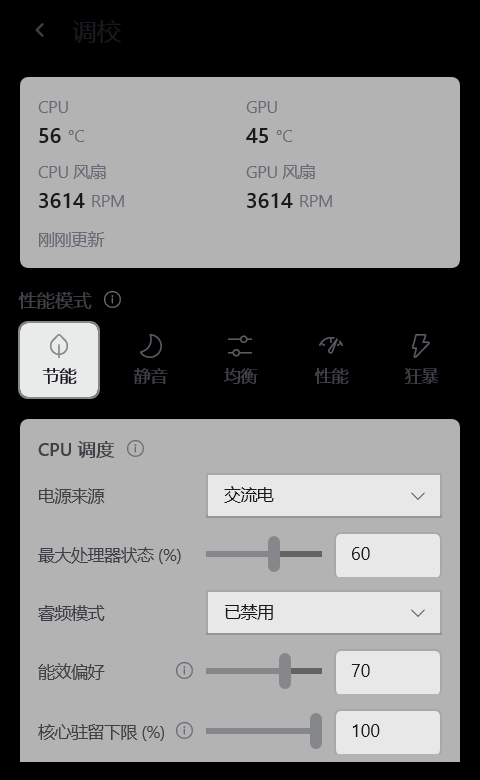 调校
CPU GPU
56 °C 45 °C
CPU 风扇 GPU 风扇
3614 RPM 3614 RPM
刚刚更新
性能模式
节能 静音 均衡 性能 狂暴
CPU 调度
电源来源 交流电
最大处理器状态 (%) 60
睿频模式 已禁用
能效偏好 70
核心驻留下限 (%) 100